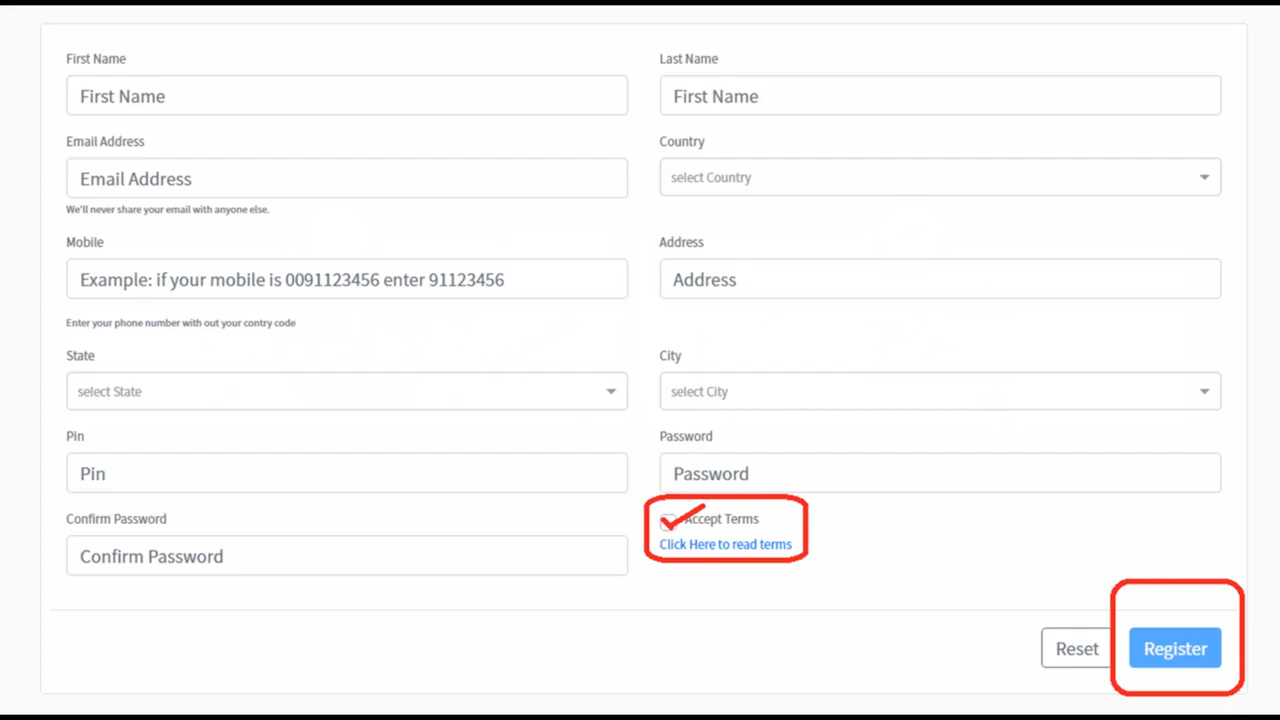 First Name
Last Name
First Name
First Name
Email Address
Country
Email Address
select Country
We'll never share your email with anyone else.
Mobile
Address
Example: if your mobile is 0091123456 enter 91123456
Address
Enter your phone number with out your contry code
State
City
select State
select City
Pin
Password
Pin
Password
Confirm Password
Accept Terms
Click Here to read terms
Confirm Password
Reset
Register